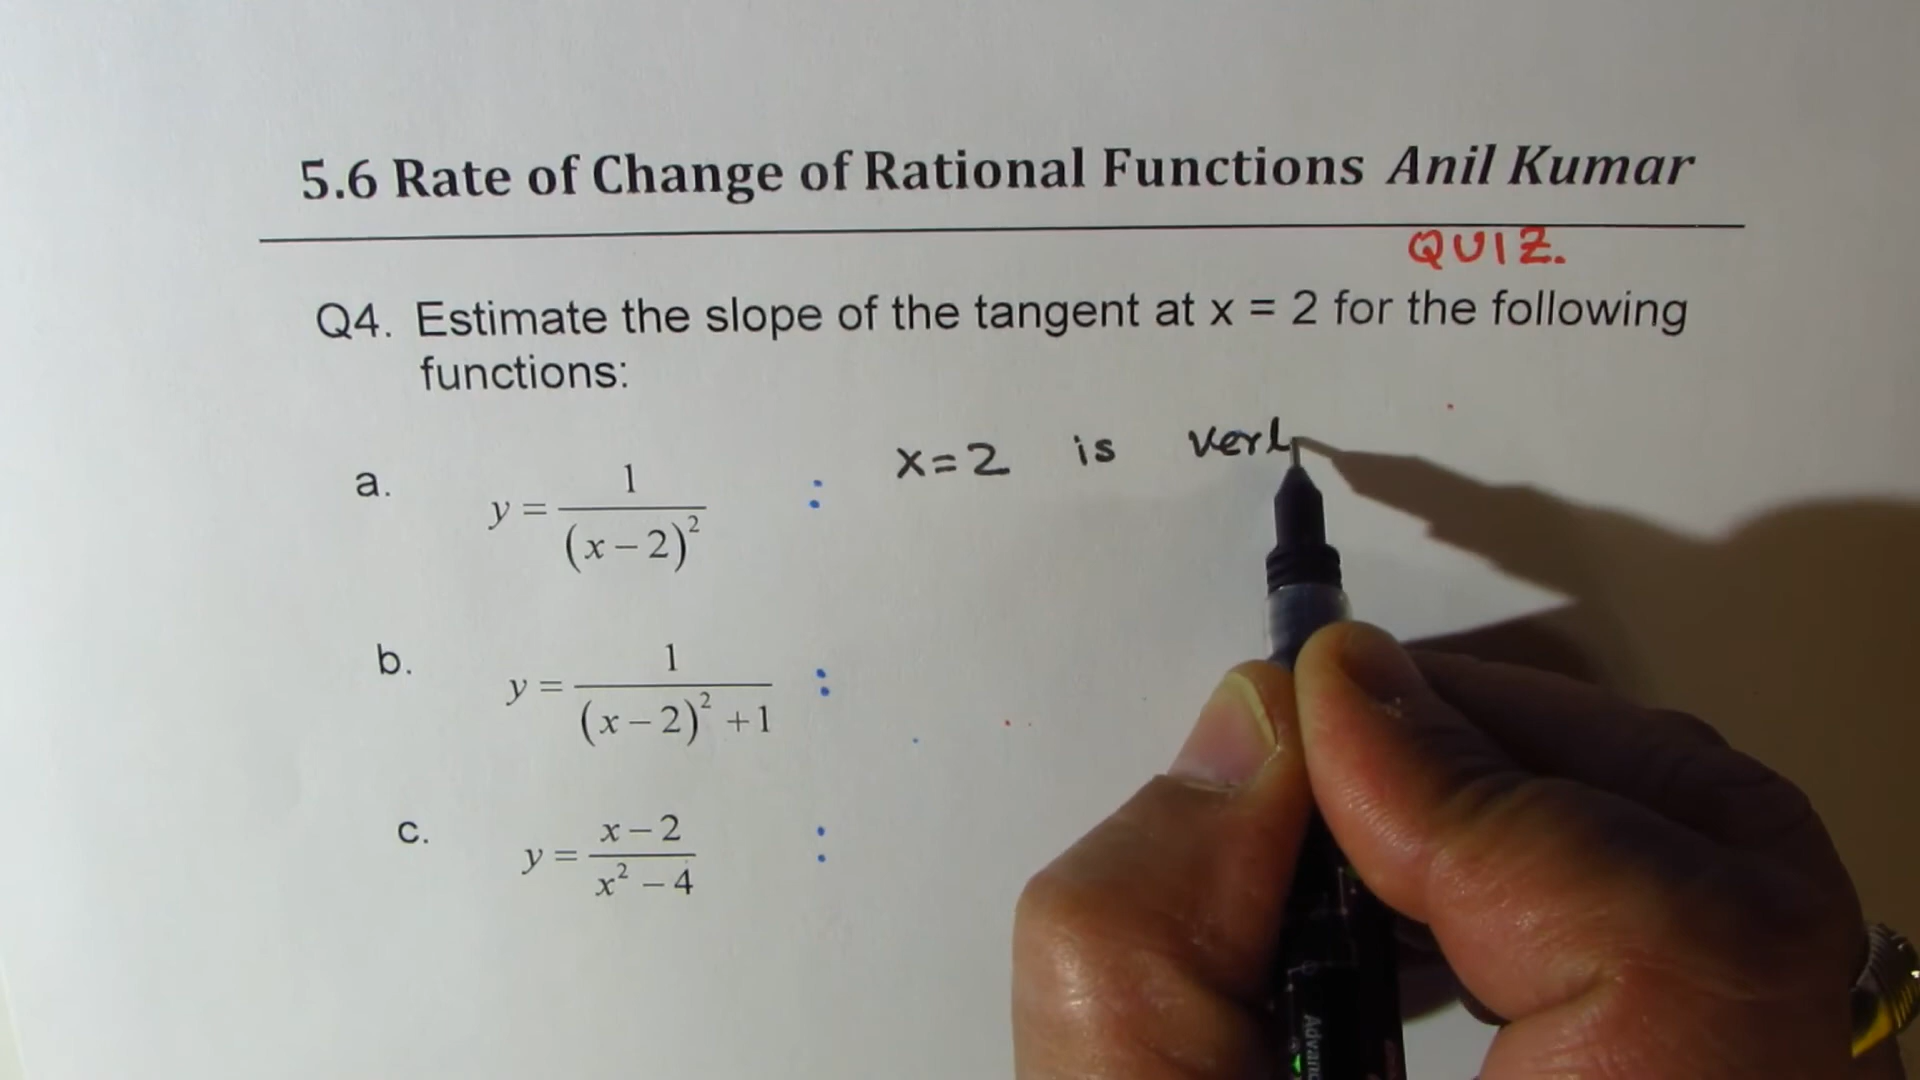 5.6 Rate of Change of Rational Functions Anil Kumar
QUIZ.
Q4. Estimate the slope of the tangent at x = 2 for the following
functions:
a. y = 1/(x − 2)² : x=2 is
b. y = 1/((x − 2)² + 1) :
c. y = (x − 2)/(x² − 4) :